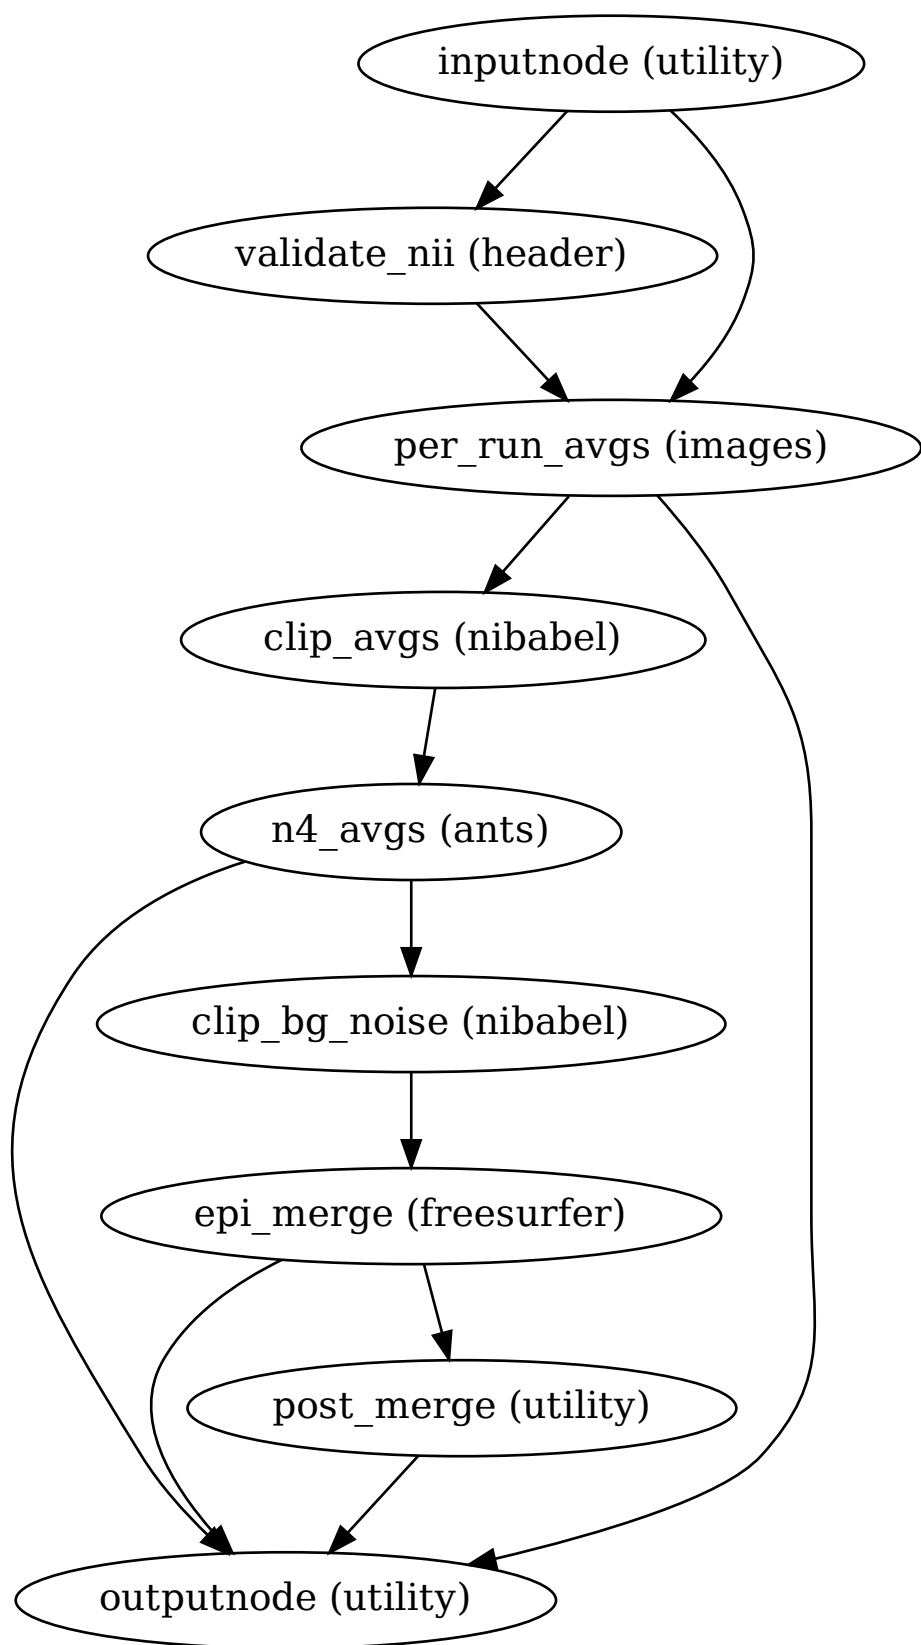 inputnode (utility)
validate_nii (header)
per_run_avgs (images)
clip_avgs (nibabel)
n4_avgs (ants)
clip_bg_noise (nibabel)
epi_merge (freesurfer)
post_merge (utility)
outputnode (utility)